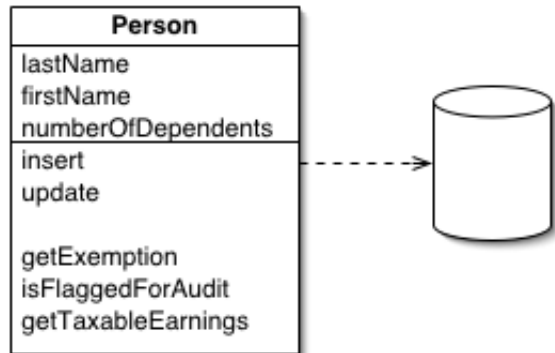 Person
lastName
firstName
numberOfDependents
insert
update
getExemption
isFlaggedForAudit
getTaxableEarnings